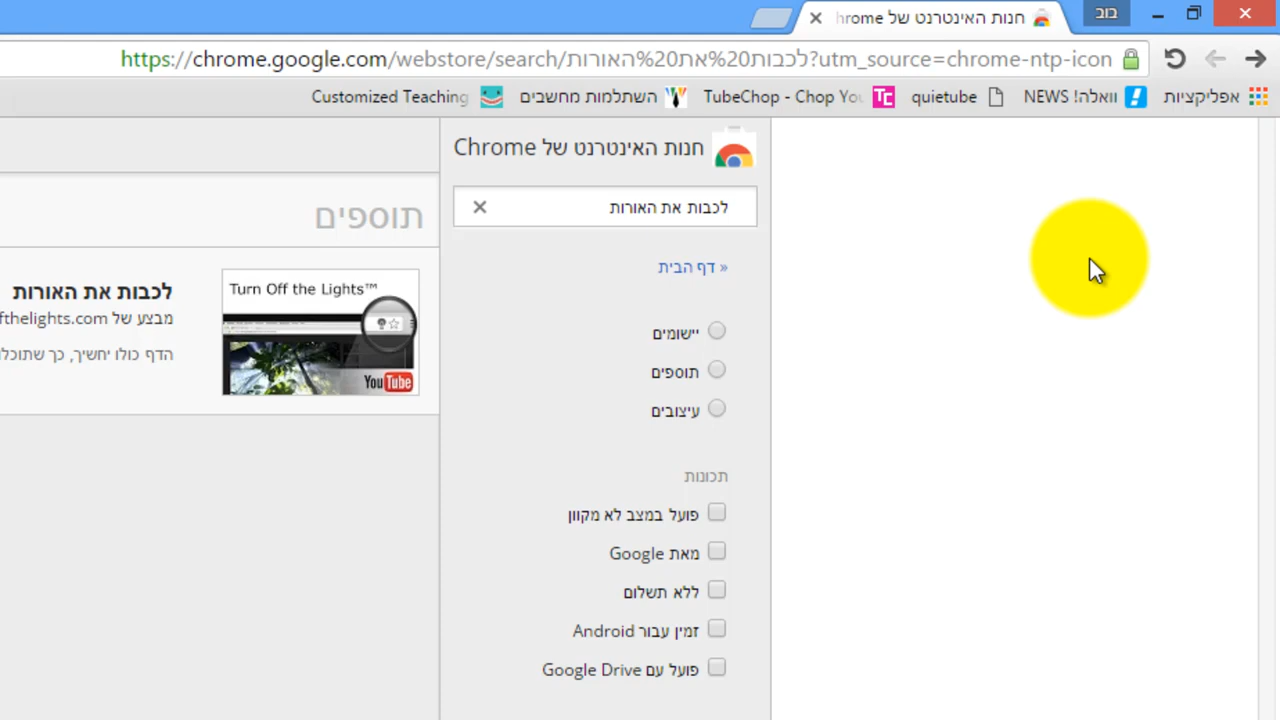 חנות האינטרנט של Chrome
בוב
https://chrome.google.com/webstore/search/לכבות%20את%20האורות?utm_source=chrome-ntp-icon
אפליקציות
וואלה! NEWS
quietube
TubeChop - Chop You
השתלמות מחשבים
Customized Teaching
חנות האינטרנט של Chrome
לכבות את האורות
« דף הבית
יישומים
תוספים
עיצובים
תכונות
פועל במצב לא מקוון
מאת Google
ללא תשלום
זמין עבור Android
פועל עם Google Drive
תוספים
Turn Off the Lights™
YouTube
לכבות את האורות
מבצע של fthelights.com
הדף כולו יחשיך, כך שתוכלו